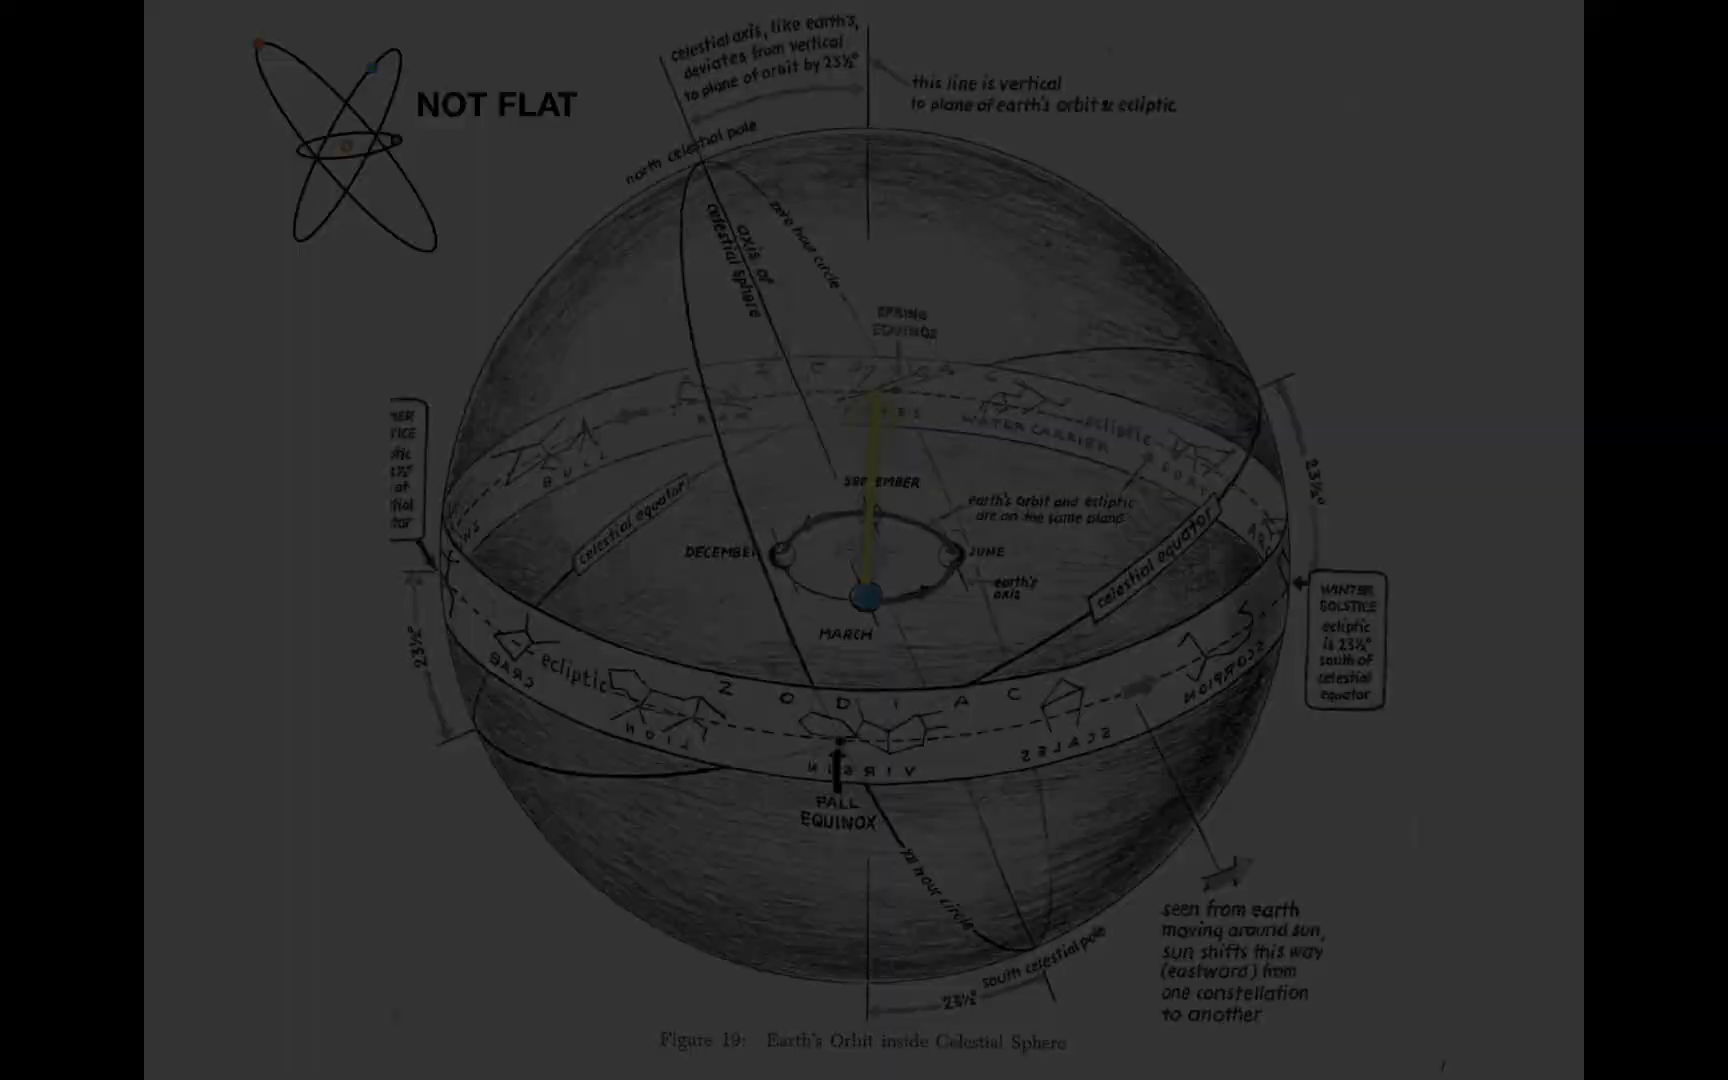 NOT FLAT
celestial axis, like earth's,
deviates from vertical
to plane of orbit by 23½°
this line is vertical
to plane of earth's orbit & ecliptic
north celestial pole
axis of
celestial sphere
zero hour circle
SPRING
EQUINOX
ZODIAC
RAM
WATER CARRIER
ecliptic
GOAT
BULL
celestial equator
SEPTEMBER
earth's orbit and ecliptic
are on the same plane
DECEMBER
JUNE
earth's
axis
MARCH
celestial equator
23½°
23½°
WINTER
SOLSTICE
ecliptic
is 23½°
south of
celestial
equator
CRAB
ecliptic
LION
ZODIAC
VIRGIN
SCALES
SCORPION
FALL
EQUINOX
12 hour circle
south celestial pole
23½°
seen from earth
moving around sun,
sun shifts this way
(eastward) from
one constellation
to another
Figure 19: Earth's Orbit inside Celestial Sphere